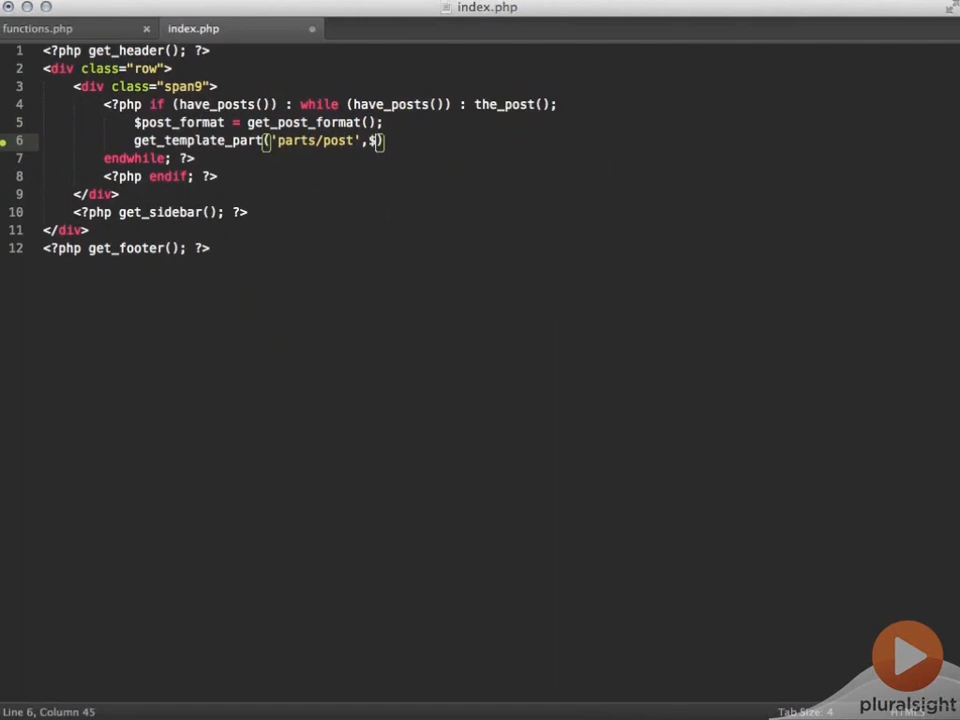 index.php
functions.php × index.php
1 <?php get_header(); ?>
2 <div class="row">
3 <div class="span9">
4 <?php if (have_posts()) : while (have_posts()) : the_post();
5 $post_format = get_post_format();
6 get_template_part('parts/post',$)
7 endwhile; ?>
8 <?php endif; ?>
9 </div>
10 <?php get_sidebar(); ?>
11 </div>
12 <?php get_footer(); ?>
pluralsight
Line 6, Column 45 Tab Size: 4 HTML5